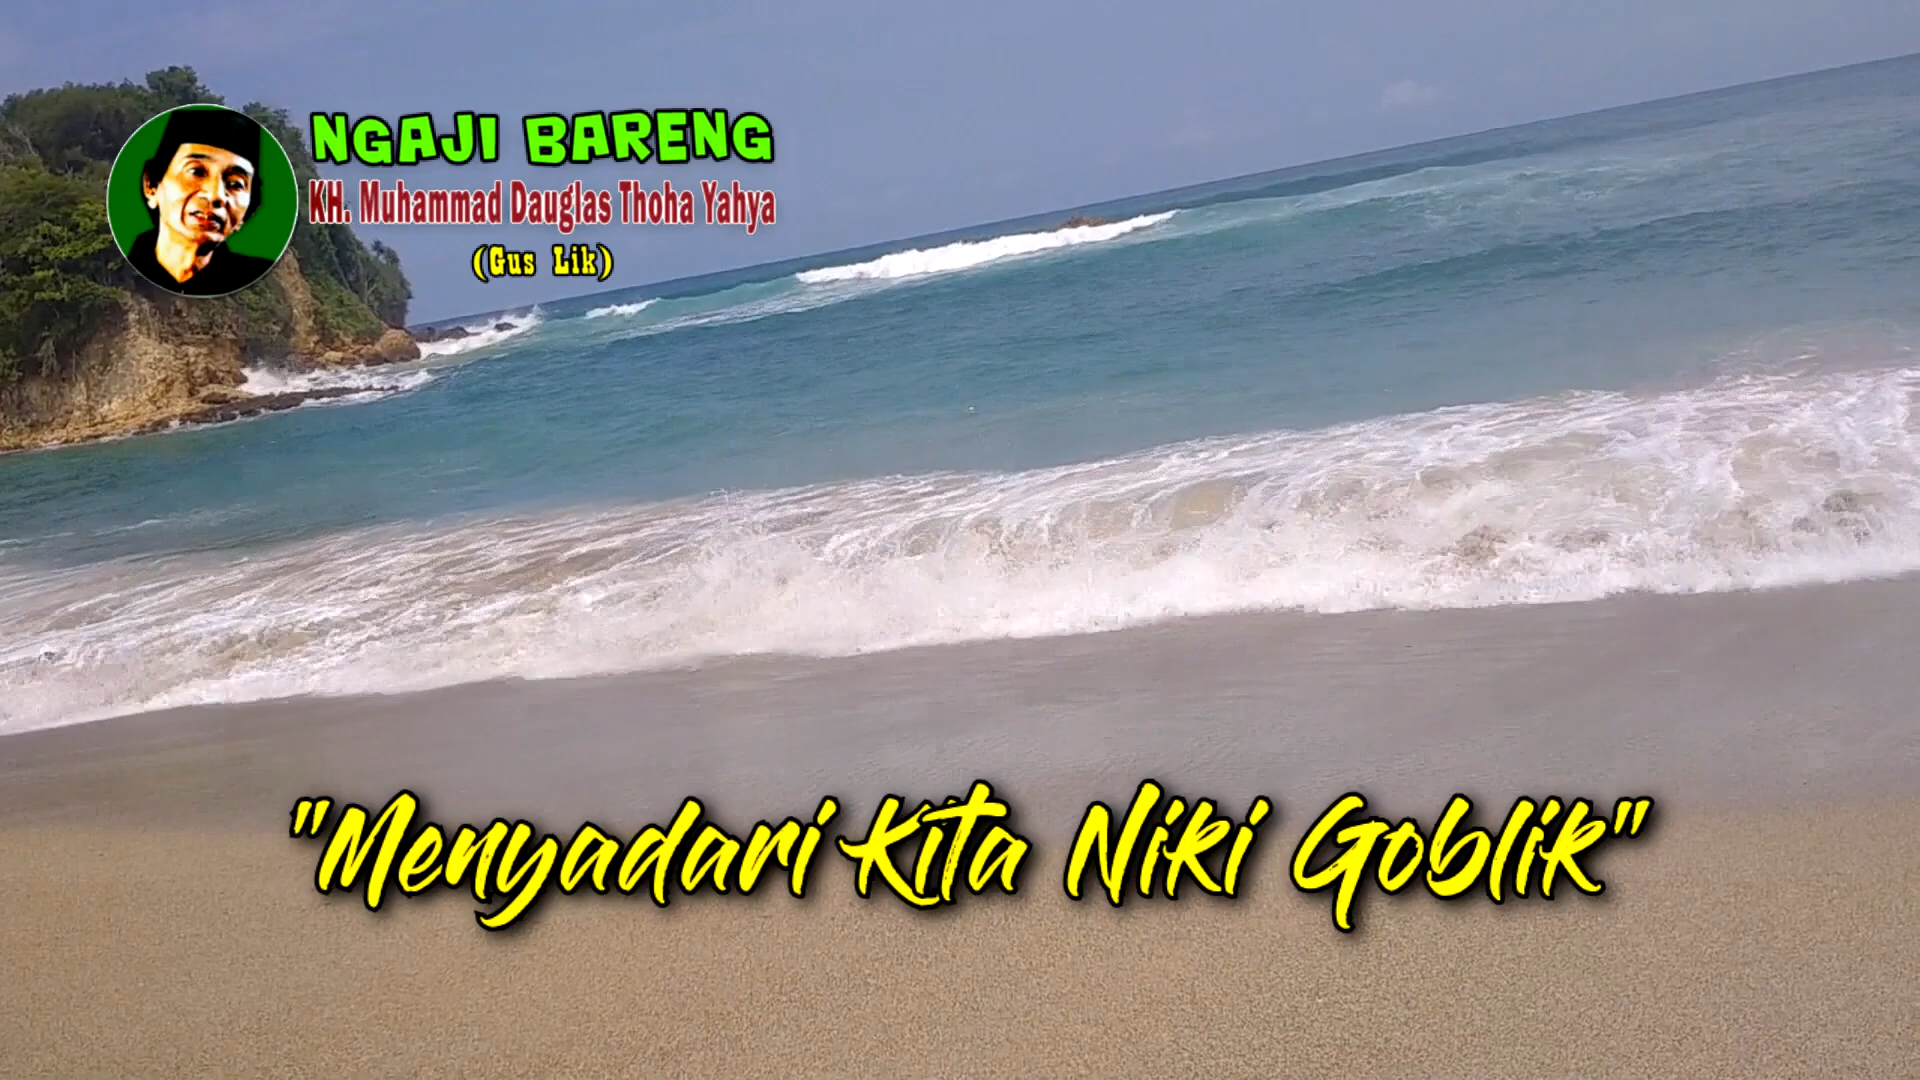 NGAJI BARENG
KH. Muhammad Dauglas Thoha Yahya
(Gus Lik)
"Menyadari Kita Niki Goblik"